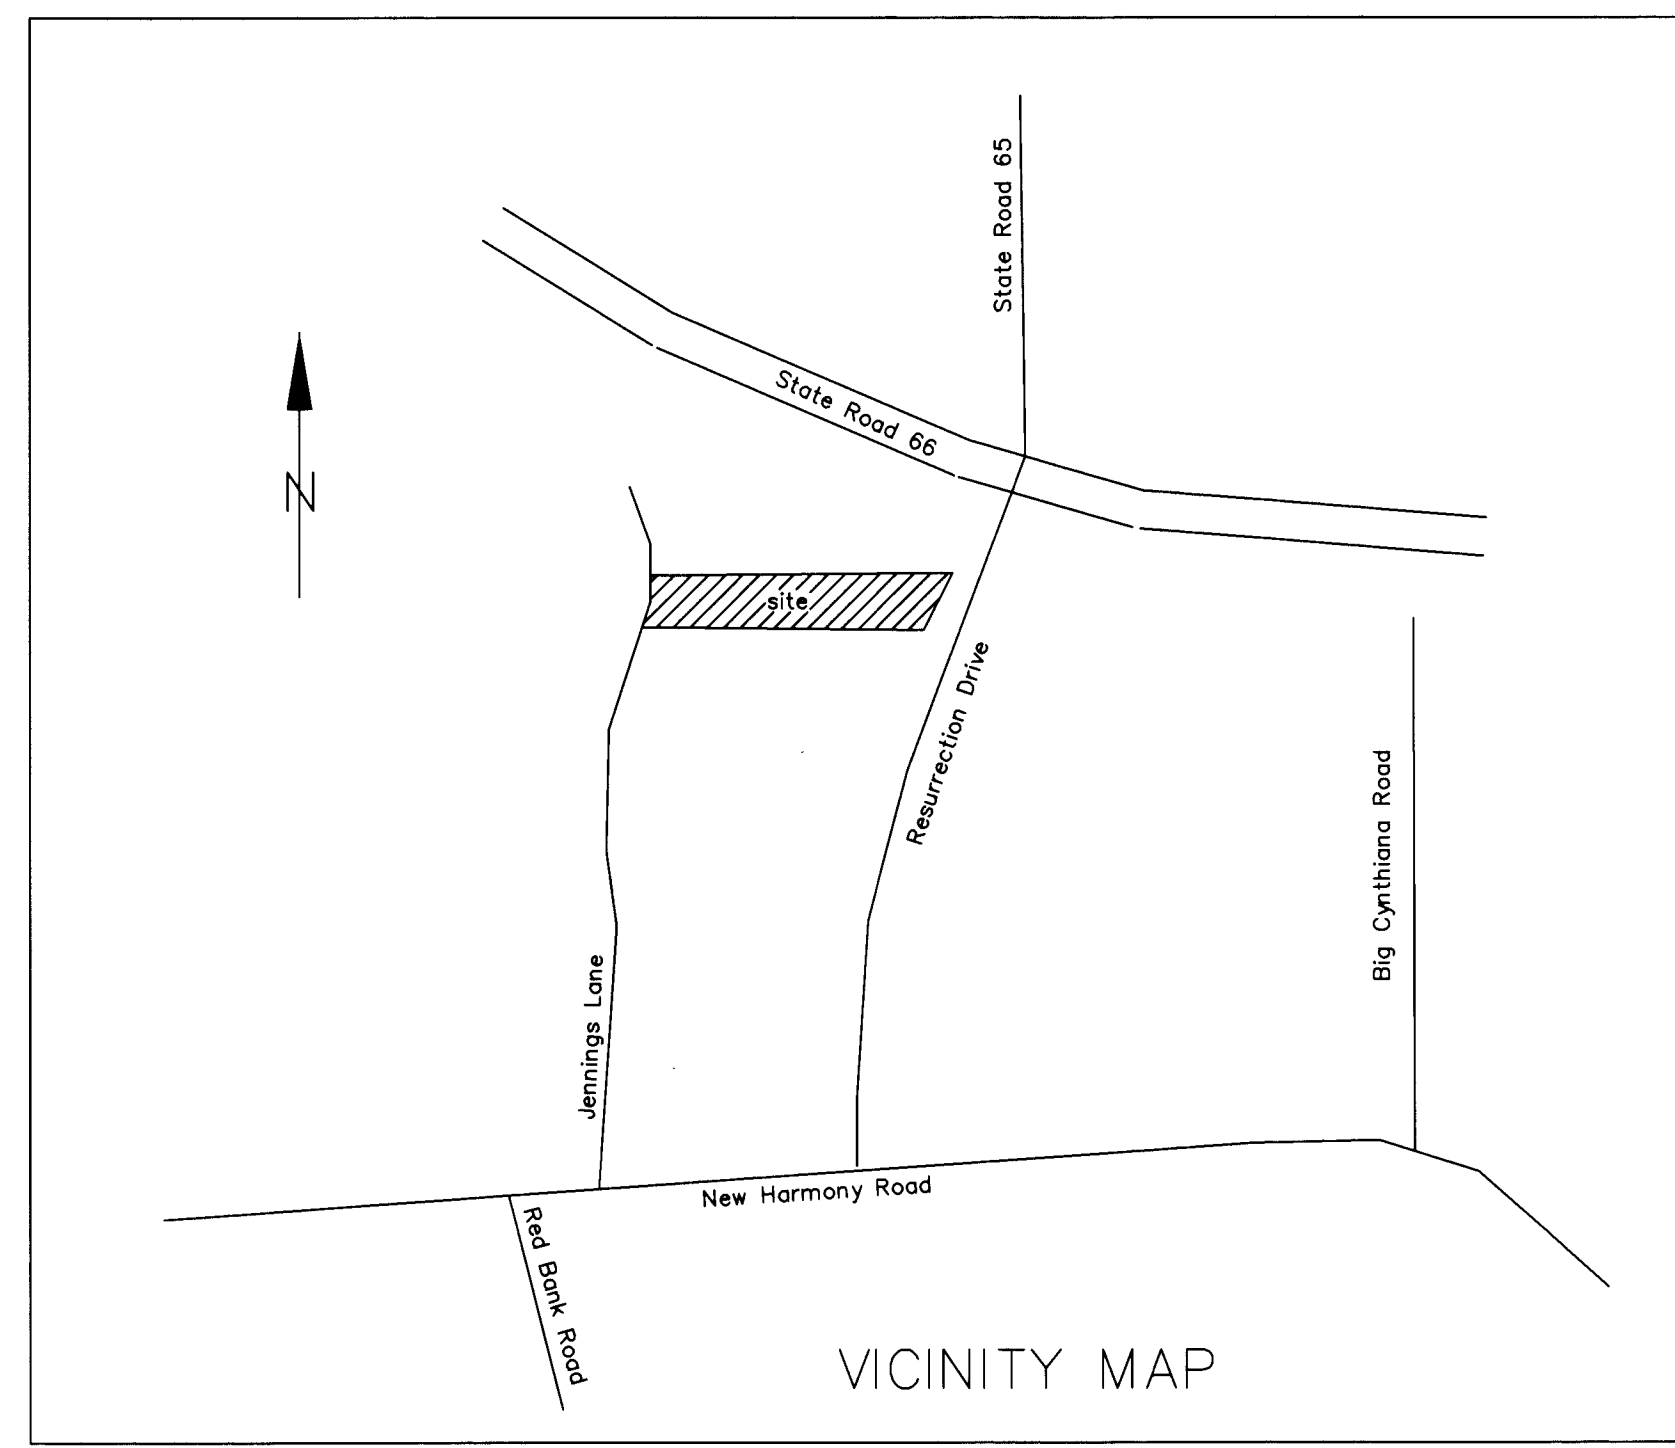 State Road 65
State Road 66
N
site
Resurrection Drive
Big Cynthiana Road
Jennings Lane
New Harmony Road
Red Bank Road
VICINITY MAP